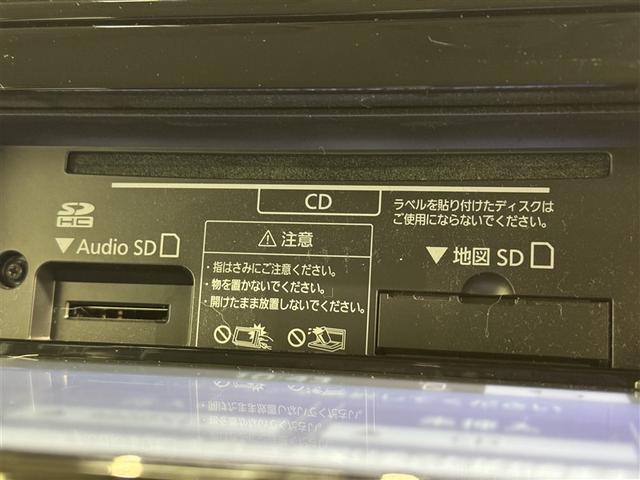 CD
ラベルを貼り付けたディスクは
ご使用にならないでください。
SD
HC
▼Audio SD
⚠注意
・指はさみにご注意ください。
・物を置かないでください。
・開けたまま放置しないでください。
▼地図 SD